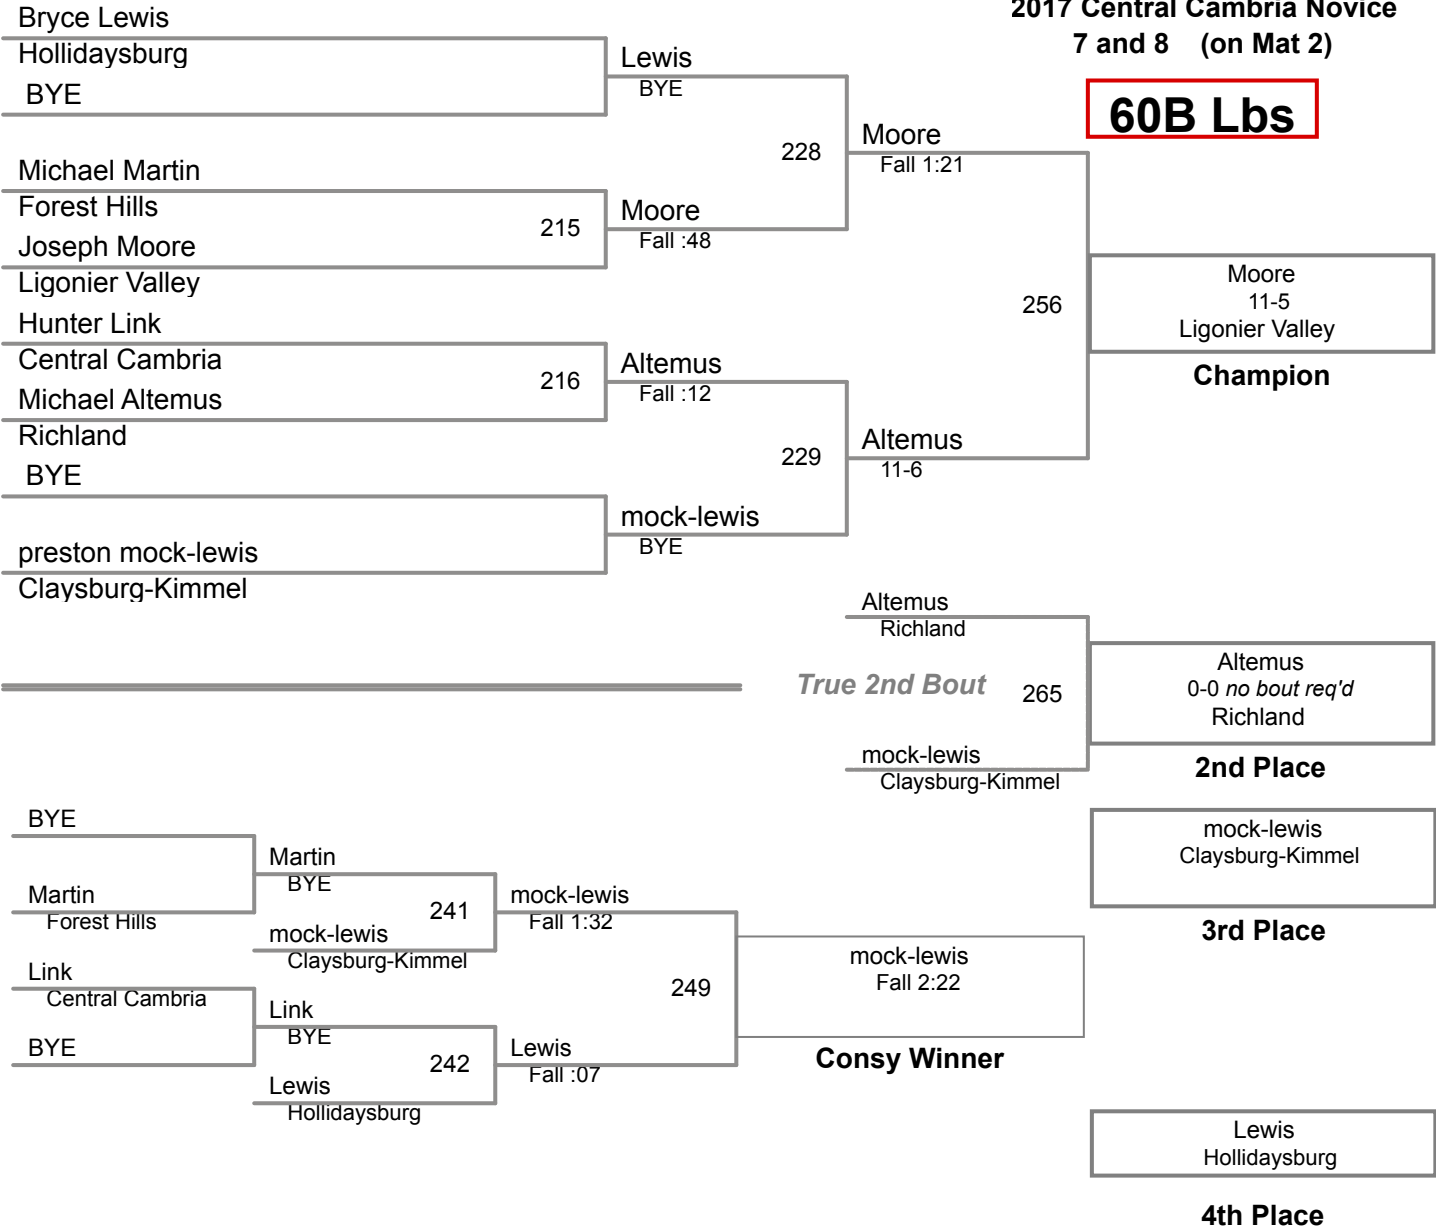 2017 Central Cambria Novice
7 and 8 (on Mat 2)
60B Lbs
Bryce Lewis
Hollidaysburg
BYE
Michael Martin
Forest Hills
Joseph Moore
Ligonier Valley
Hunter Link
Central Cambria
Michael Altemus
Richland
BYE
preston mock-lewis
Claysburg-Kimmel
215
216
Lewis
BYE
Moore
Fall :48
Altemus
Fall :12
mock-lewis
BYE
228
229
Moore
Fall 1:21
Altemus
11-6
256
Moore
11-5
Ligonier Valley
Champion
Altemus
Richland
True 2nd Bout
265
mock-lewis
Claysburg-Kimmel
Altemus
0-0 no bout req'd
Richland
2nd Place
BYE
Martin
Forest Hills
Link
Central Cambria
BYE
Martin
BYE
241
mock-lewis
Claysburg-Kimmel
Link
BYE
242
Lewis
Hollidaysburg
mock-lewis
Fall 1:32
249
Lewis
Fall :07
mock-lewis
Fall 2:22
Consy Winner
mock-lewis
Claysburg-Kimmel
3rd Place
Lewis
Hollidaysburg
4th Place